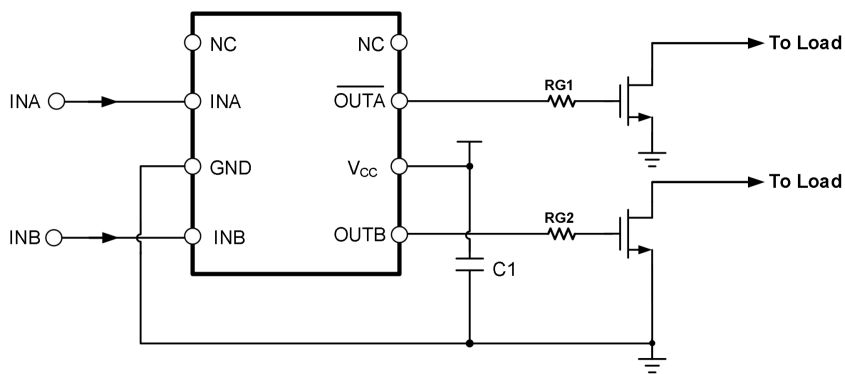 NC
NC
To Load
RG1
INA
INA
OUTA
GND
VCC
To Load
RG2
INB
INB
OUTB
C1